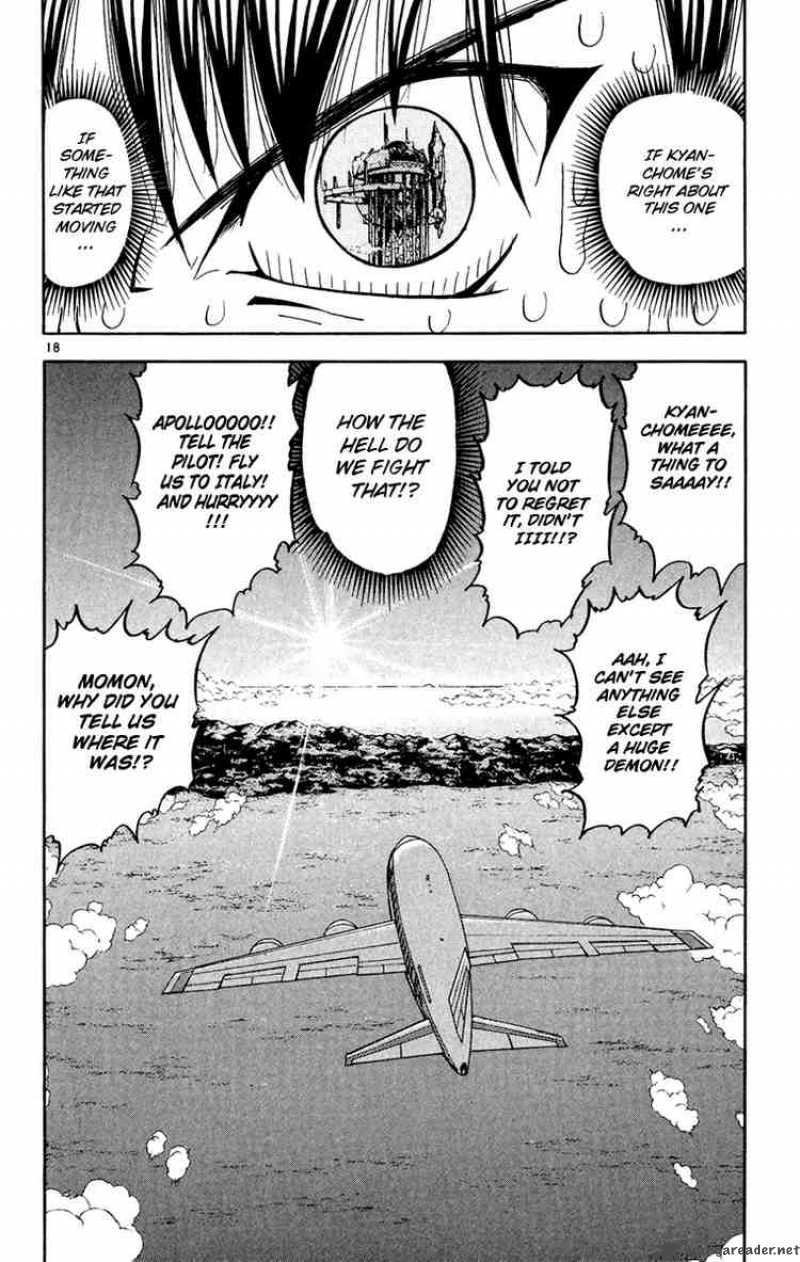 IF KYAN-
CHOME'S
RIGHT ABOUT
THIS ONE
...
IF
SOME-
THING
LIKE THAT
STARTED
MOVING
...
18
KYAN-
CHOMEEEE,
WHAT A
THING TO
SAAAAY!!
I TOLD
YOU NOT
TO REGRET
IT, DIDN'T
IIII!!?
HOW THE
HELL DO
WE FIGHT
THAT!?
APOLLOOOOO!!
TELL THE
PILOT! FLY
US TO ITALY!
AND HURRYYYY
!!!
AAH, I
CAN'T SEE
ANYTHING
ELSE
EXCEPT
A HUGE
DEMON!!
MOMON,
WHY DID YOU
TELL US
WHERE IT
WAS!?
gareader.net